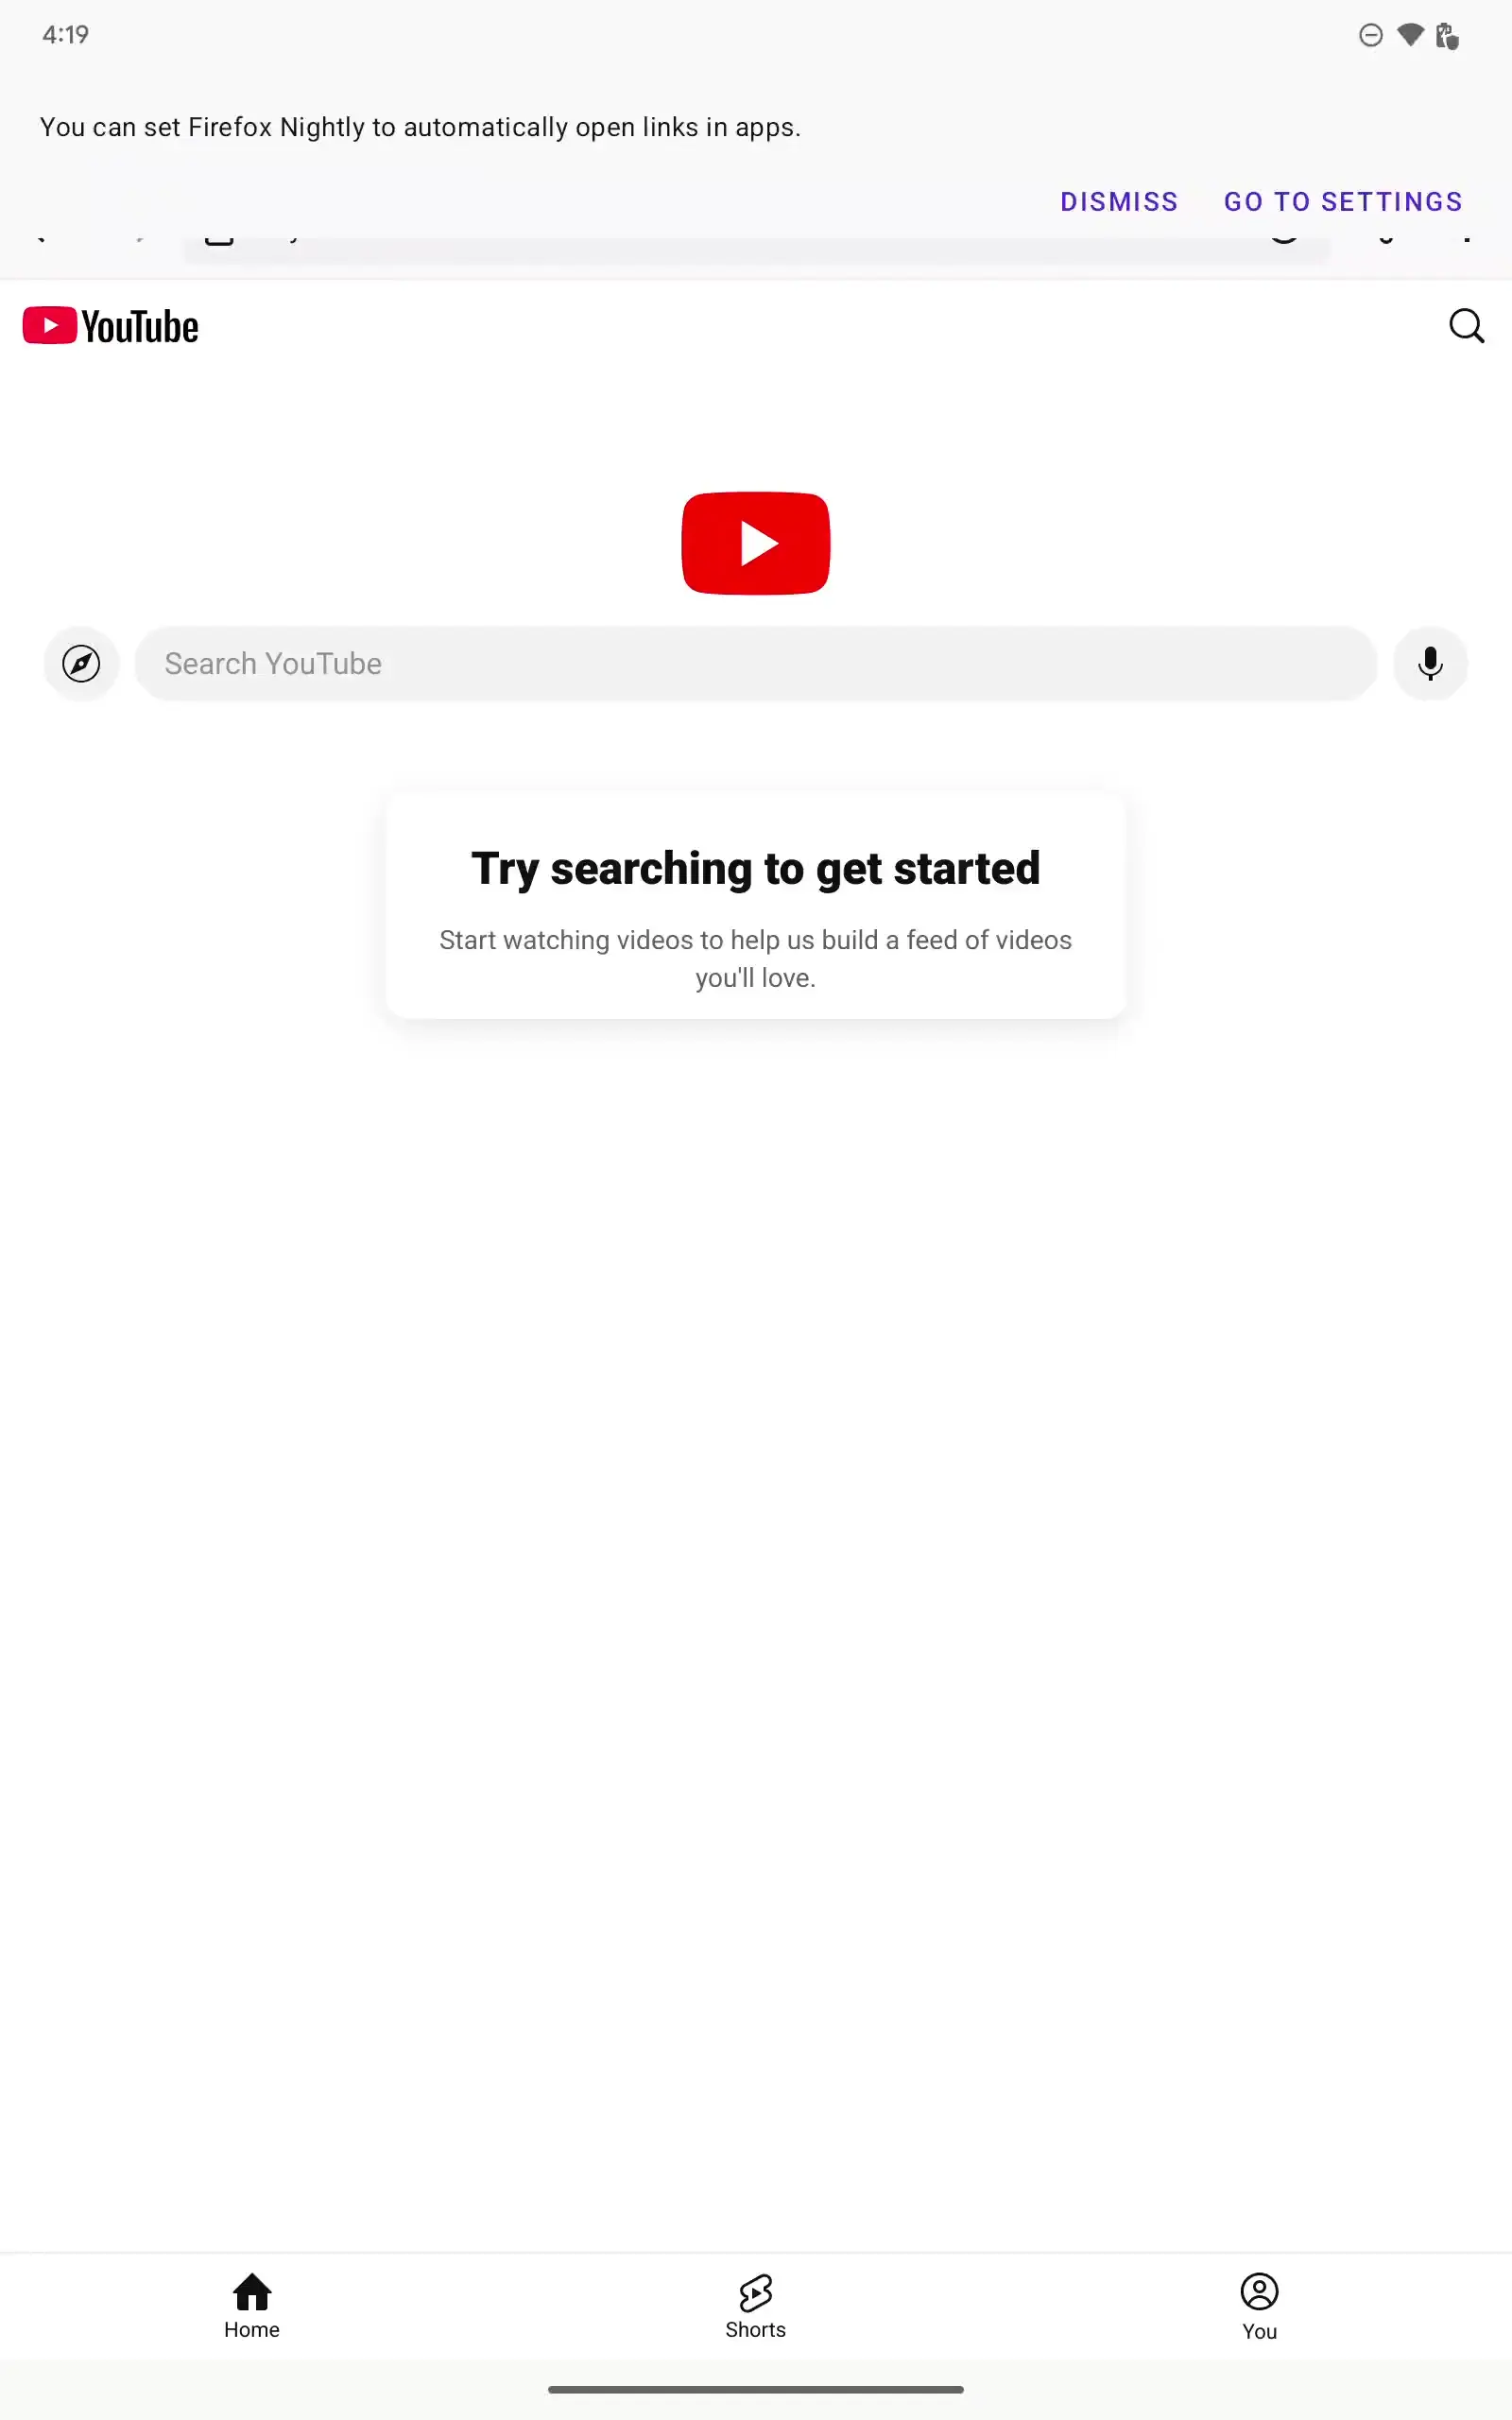 4:19
You can set Firefox Nightly to automatically open links in apps.
DISMISS GO TO SETTINGS
YouTube
Search YouTube
Try searching to get started
Start watching videos to help us build a feed of videos
you'll love.
Home Shorts You